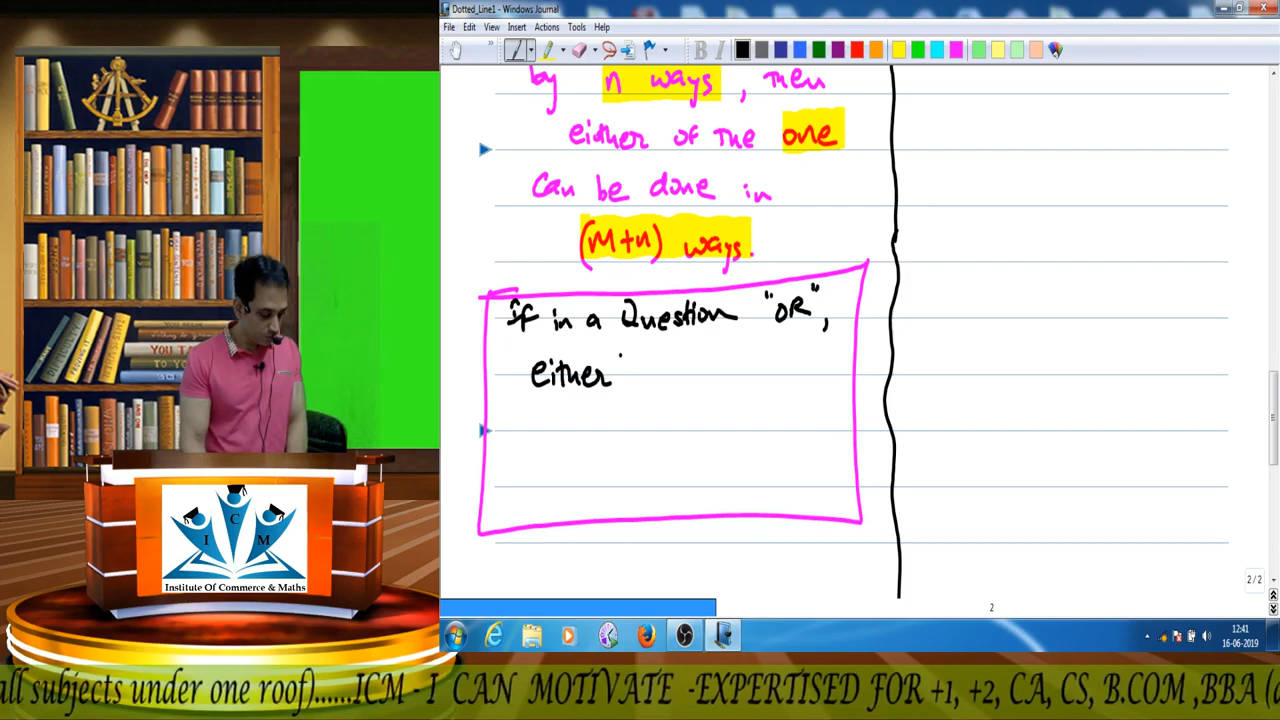 Dotted_Line1 - Windows Journal
File Edit View Insert Actions Tools Help
by n ways, Then
either of the one
Can be done in
(M+n) ways.
If in a Question "OR",
either
2/2
2
12:41
16-06-2019
I C M
Institute Of Commerce & Maths
all subjects under one roof)......ICM - I CAN MOTIVATE -EXPERTISED FOR +1, +2, CA, CS, B.COM ,BBA (